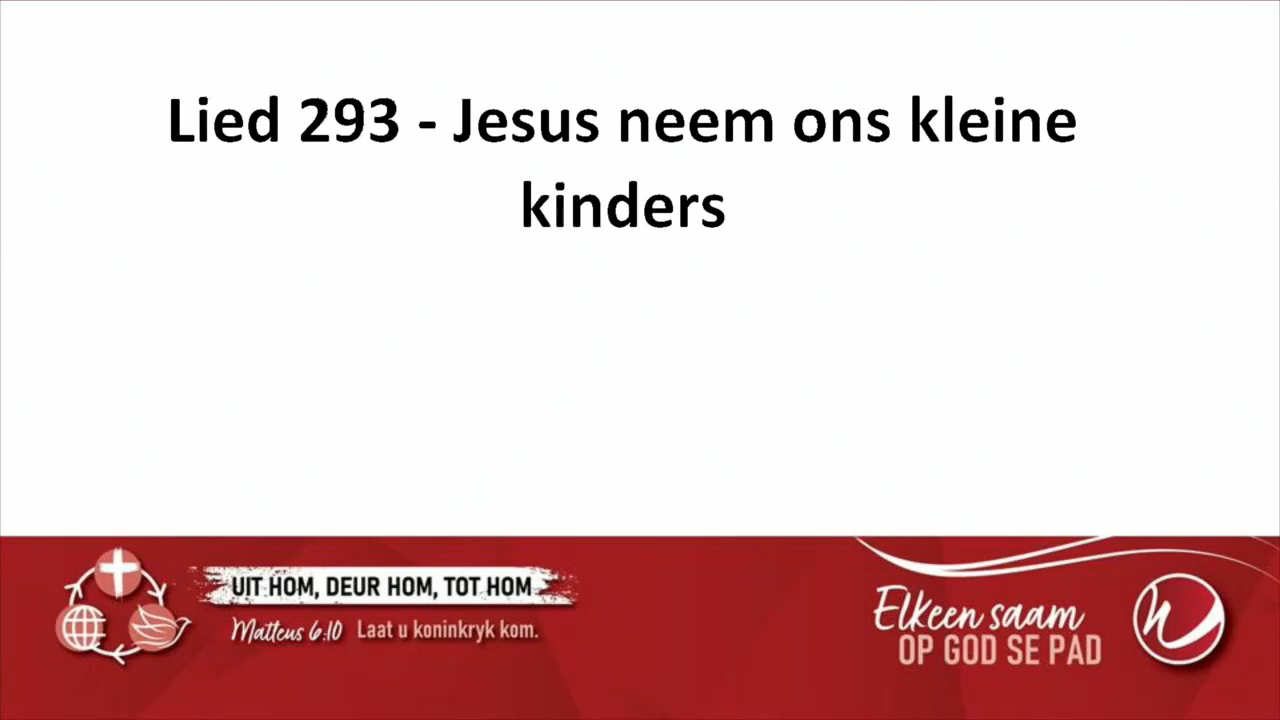 Lied 293 - Jesus neem ons kleine
kinders
UIT HOM, DEUR HOM, TOT HOM
Matteus 6:10 Laat u koninkryk kom.
Elkeen saam
OP GOD SE PAD